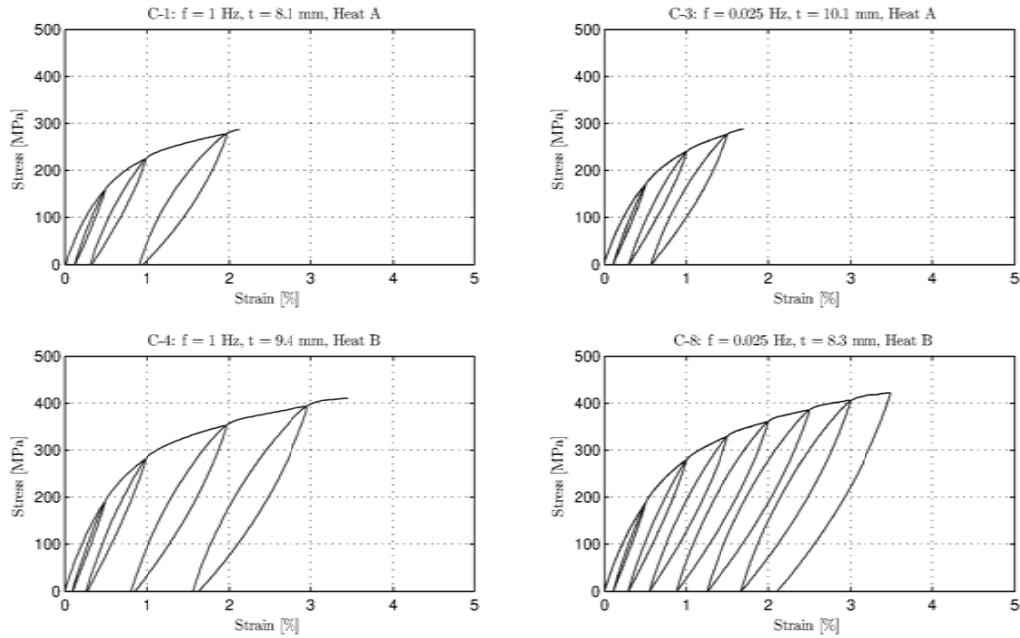 C-1: f = 1 Hz, t = 8.1 mm, Heat A
500
400
300
200
100
0
Stress [MPa]
0 1 2 3 4 5
Strain [%]
C-3: f = 0.025 Hz, t = 10.1 mm, Heat A
500
400
300
200
100
0
Stress [MPa]
0 1 2 3 4 5
Strain [%]
C-4: f = 1 Hz, t = 9.4 mm, Heat B
500
400
300
200
100
0
Stress [MPa]
0 1 2 3 4 5
Strain [%]
C-8: f = 0.025 Hz, t = 8.3 mm, Heat B
500
400
300
200
100
0
Stress [MPa]
0 1 2 3 4 5
Strain [%]